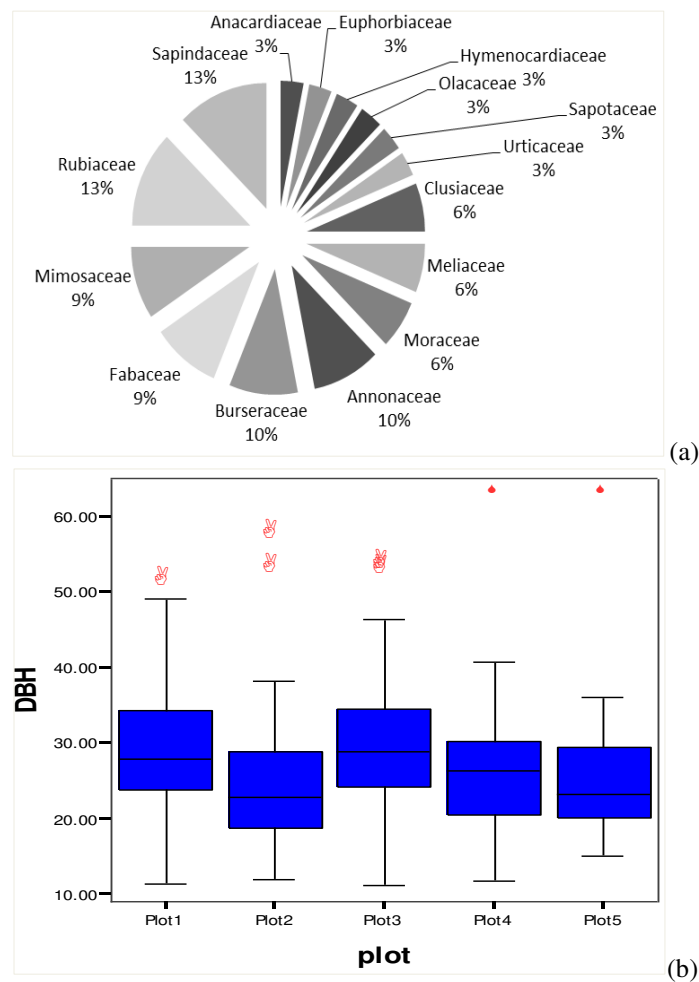 Anacardiaceae
3%
Euphorbiaceae
3%
Hymenocardiaceae
3%
Olacaceae
3%
Sapotaceae
3%
Urticaceae
3%
Clusiaceae
6%
Meliaceae
6%
Moraceae
6%
Annonaceae
10%
Burseraceae
10%
Fabaceae
9%
Mimosaceae
9%
Rubiaceae
13%
Sapindaceae
13%
(a)
60.00
50.00
40.00
30.00
20.00
10.00
DBH
Plot1
Plot2
Plot3
Plot4
Plot5
plot
(b)